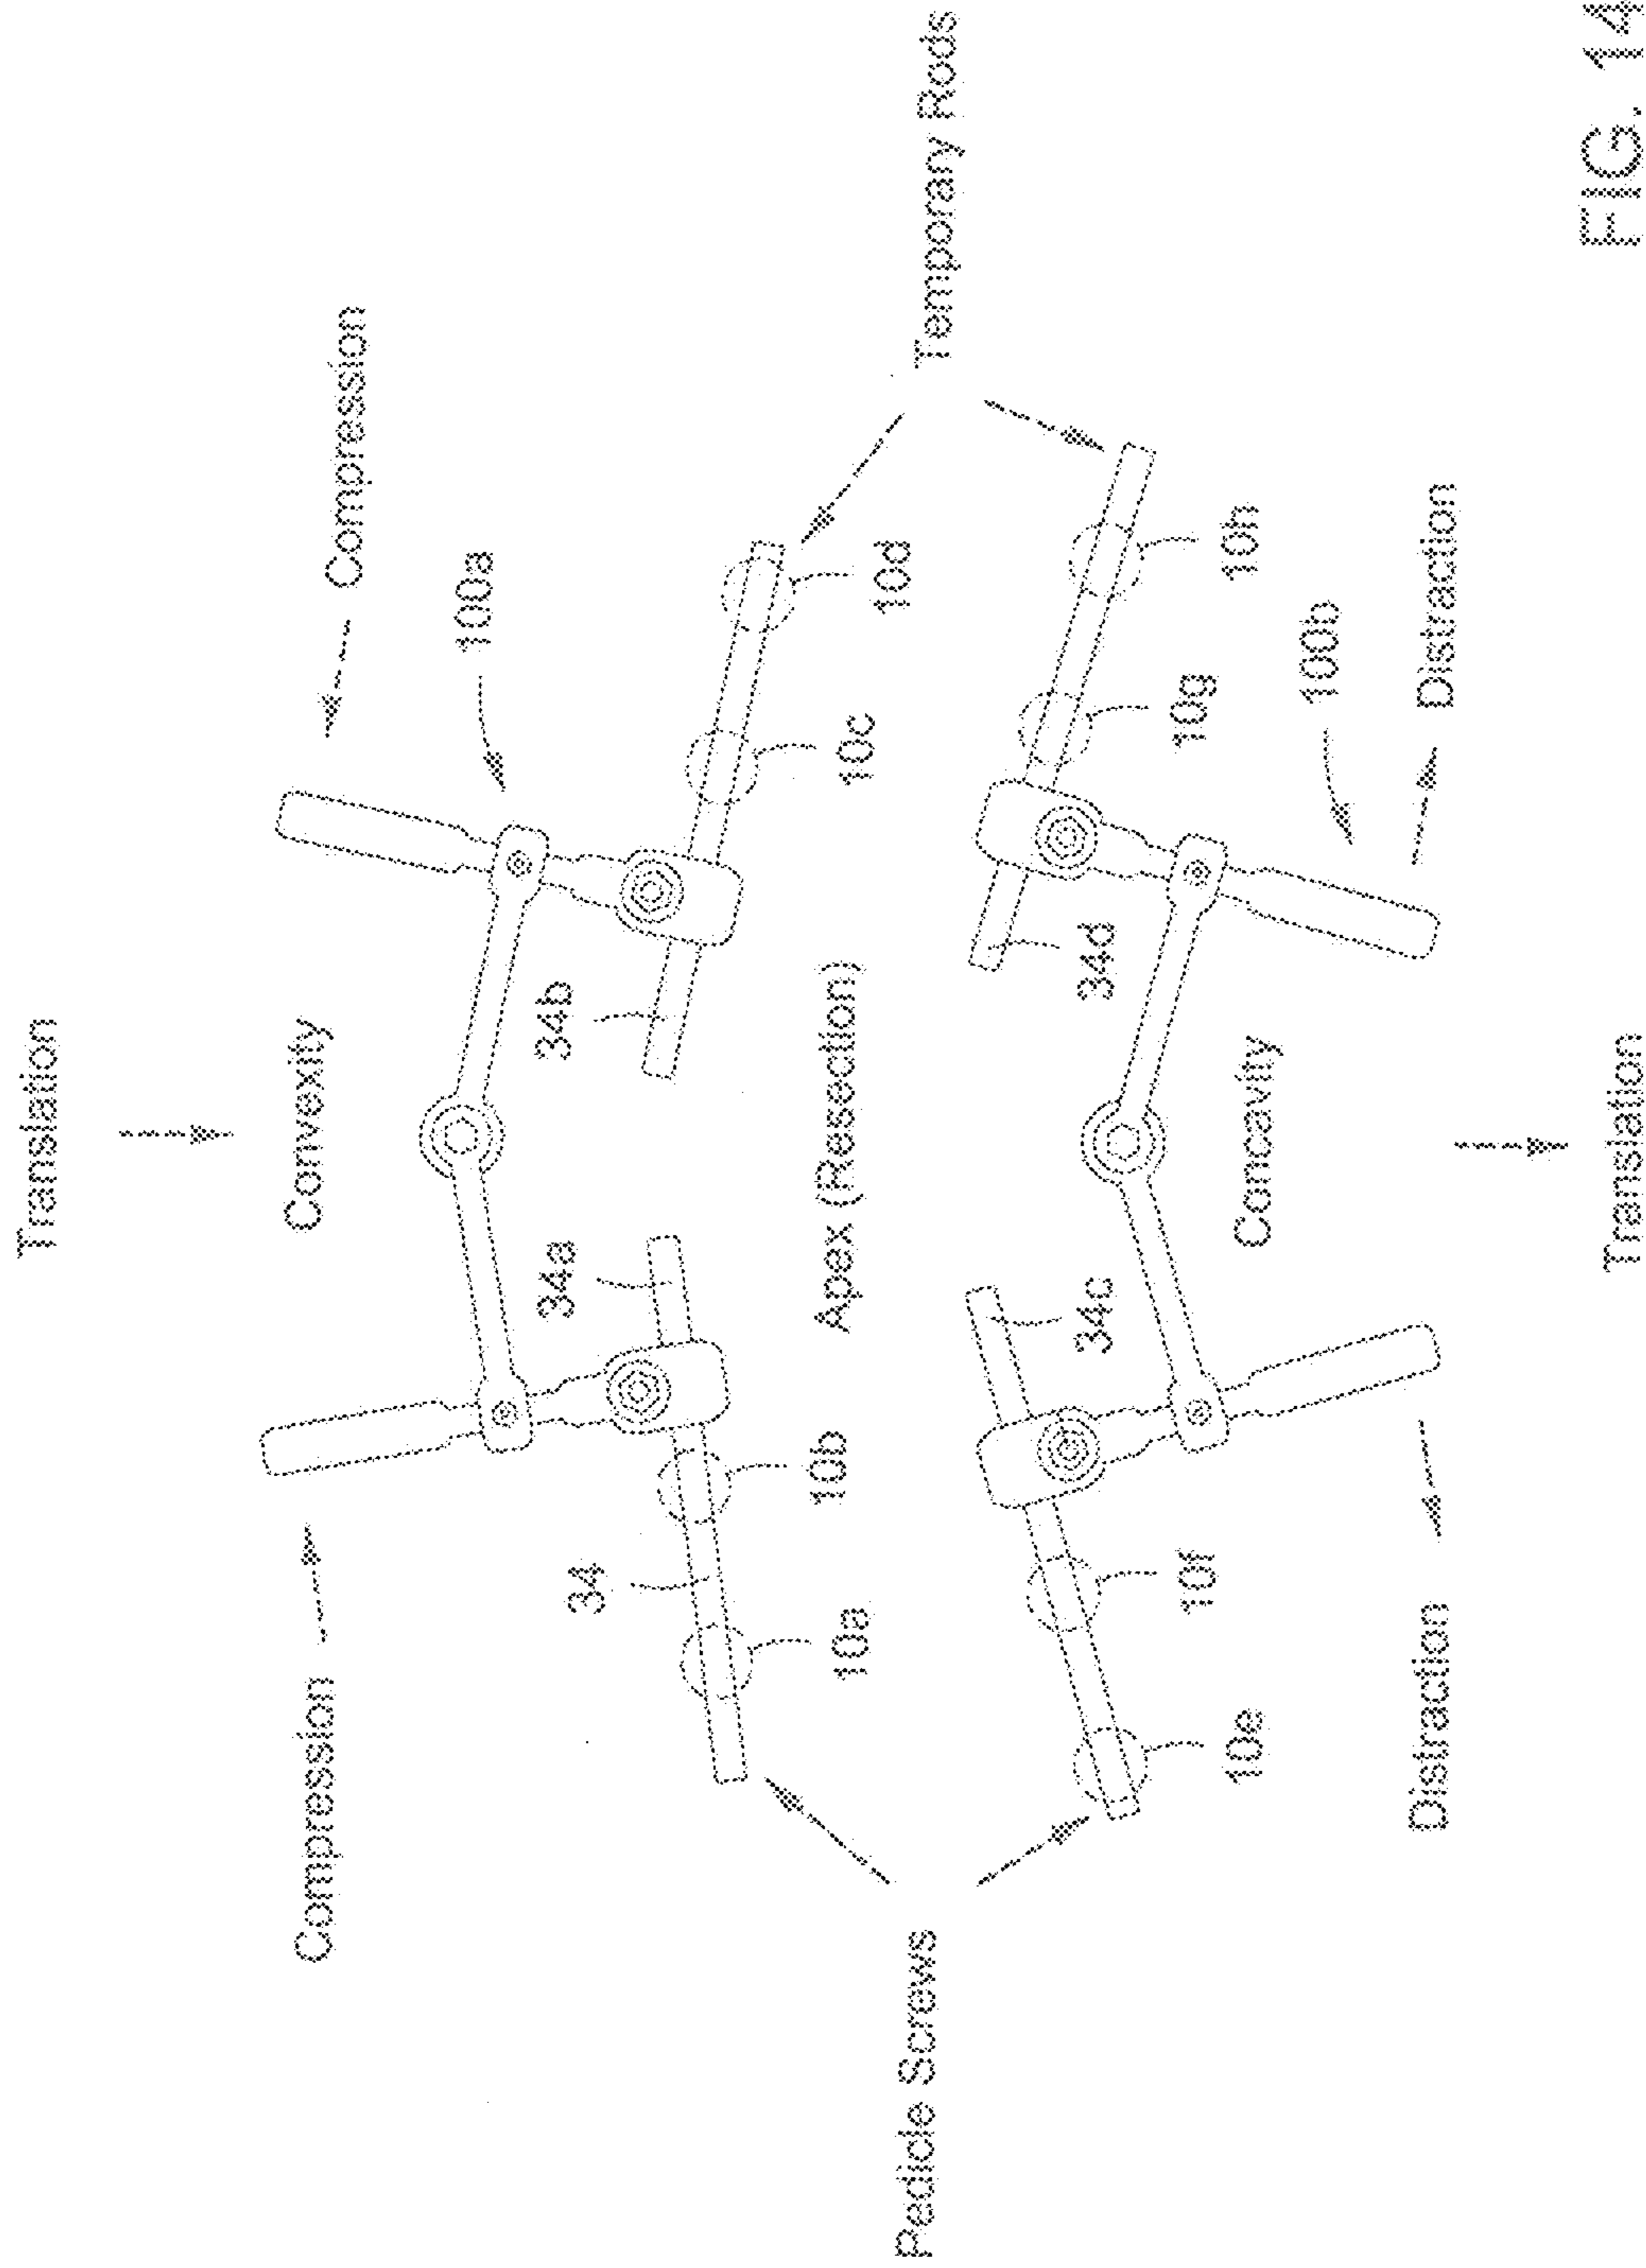 Translation
Compression
Convexity
Compression
100a
34
34a
34b
10a
10b
Apex (Resection)
10c
10d
Pedicle Screws
Temporary Rods
34c
34d
10e
10f
10g
10h
Concavity
100b
Distraction
Distraction
Translation
FIG. 14